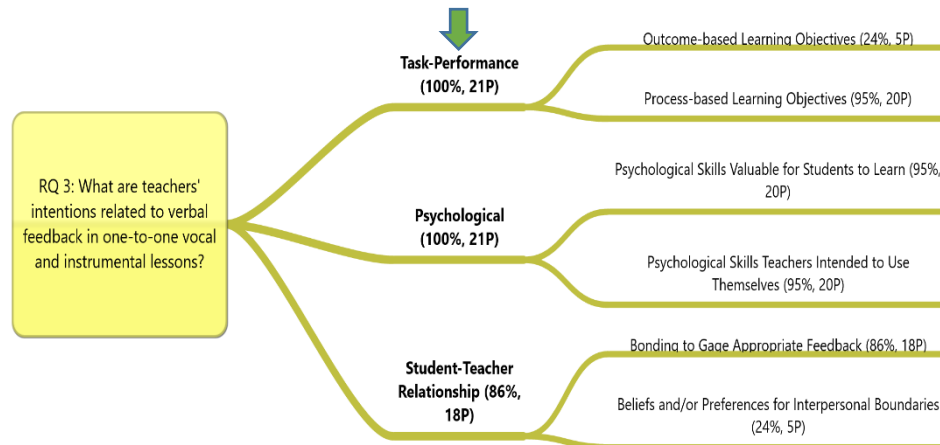 RQ 3: What are teachers'
intentions related to verbal
feedback in one-to-one vocal
and instrumental lessons?
Task-Performance
(100%, 21P)
Outcome-based Learning Objectives (24%, 5P)
Process-based Learning Objectives (95%, 20P)
Psychological
(100%, 21P)
Psychological Skills Valuable for Students to Learn (95%,
20P)
Psychological Skills Teachers Intended to Use
Themselves (95%, 20P)
Student-Teacher
Relationship (86%,
18P)
Bonding to Gage Appropriate Feedback (86%, 18P)
Beliefs and/or Preferences for Interpersonal Boundaries
(24%, 5P)